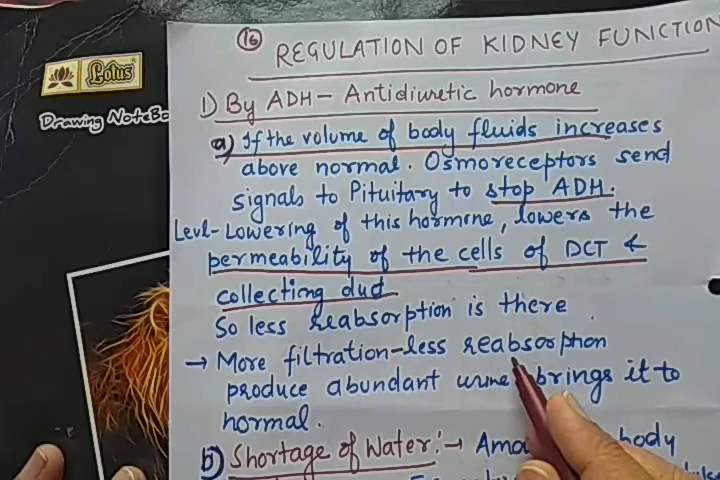 Lotus
Drawing NoteBo
16
REGULATION OF KIDNEY FUNCTION
1) By ADH - Antidiuretic hormone
a) If the volume of body fluids increases
above normal. Osmoreceptors send
signals to Pituitary to stop ADH.
Levl- Lowering of this hormone, lowers the
permeability of the cells of DCT &
collecting duct
So less reabsorption is there.
→ More filtration-less reabsorption
produce abundant urine brings it to
normal.
b) Shortage of Water:→ body